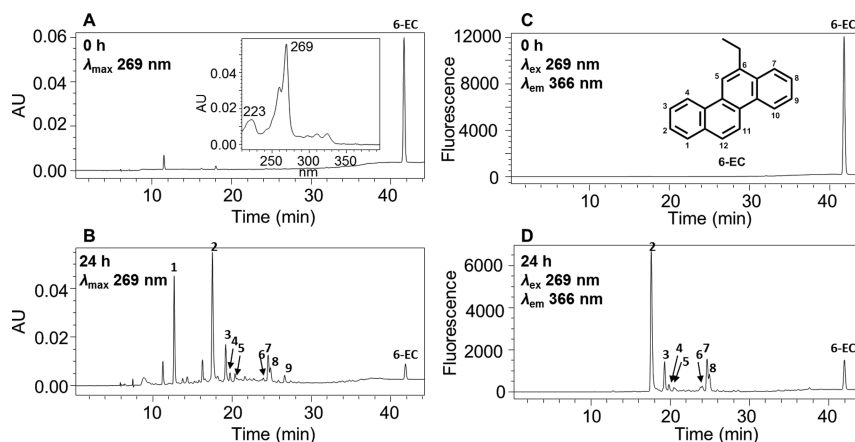 A
0 h
λmax 269 nm
6-EC
0.06
0.04
0.02
0.00
AU
0 10 20 30 40
Time (min)
269
223
0.04
0.02
0.00
AU
250 300 350
nm
C
0 h
λex 269 nm
λem 366 nm
6-EC
12000
8000
4000
0
Fluorescence
0 10 20 30 40
Time (min)
1
2
3
4
5
6
7
8
9
10
11
12
6-EC
B
24 h
λmax 269 nm
0.04
0.02
0.00
AU
0 10 20 30 40
Time (min)
1
2
3
4
5
6
7
8
9
6-EC
D
24 h
λex 269 nm
λem 366 nm
6000
4000
2000
0
Fluorescence
0 10 20 30 40
Time (min)
2
3
4
5
6
7
8
6-EC